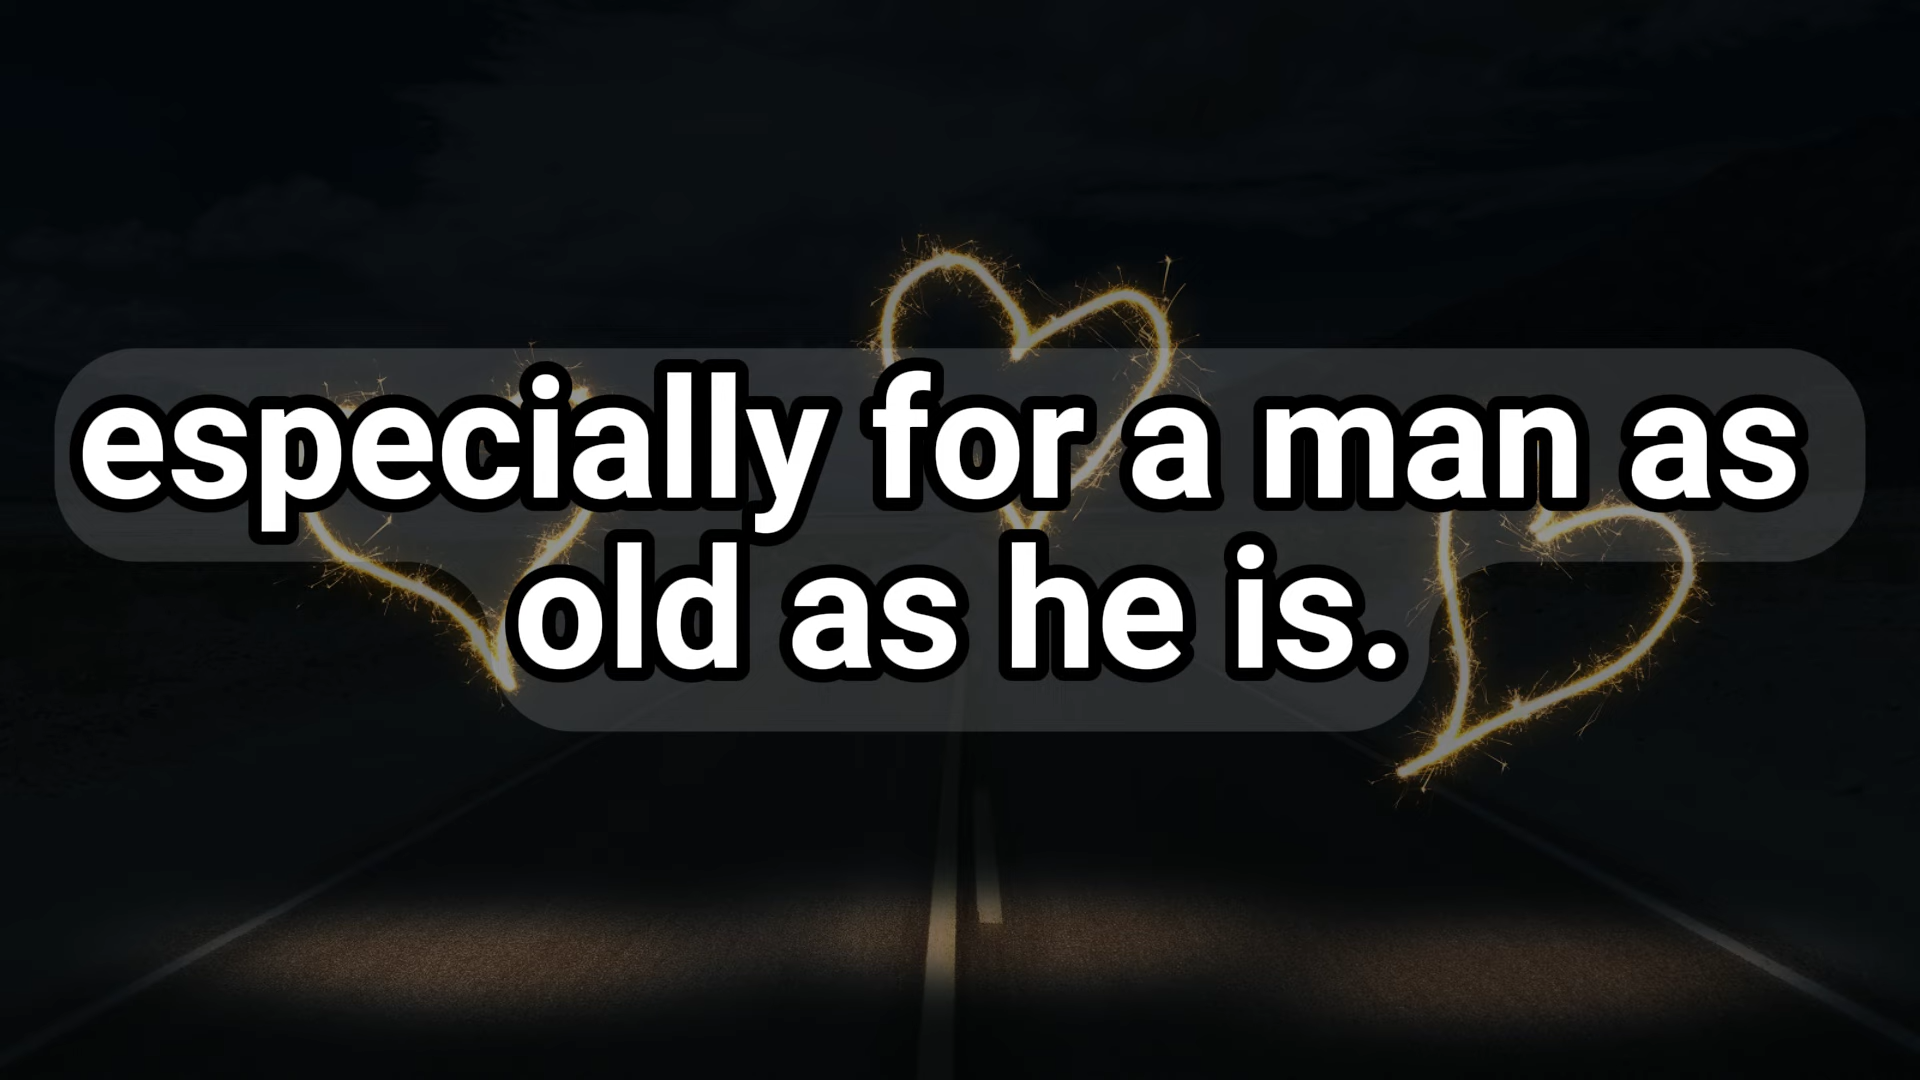 especially for a man as
old as he is.